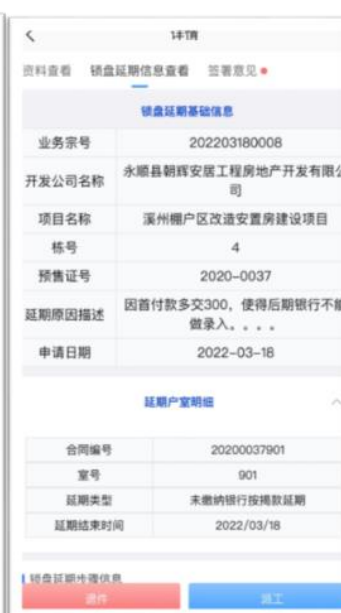 详情
资料查看 锁盘延期信息查看 签署意见
锁盘延期基础信息
业务宗号 202203180008
开发公司名称 永顺县朝辉安居工程房地产开发有限公
司
项目名称 溪州棚户区改造安置房建设项目
栋号 4
预售证号 2020-0037
延期原因描述 因首付款多交300，使得后期银行不能
做录入。。。。
申请日期 2022-03-18
延期户室明细
合同编号 20200037901
室号 901
延期类型 未缴纳银行按揭款延期
延期结束时间 2022/03/18
锁盘延期步骤信息
退件 派工